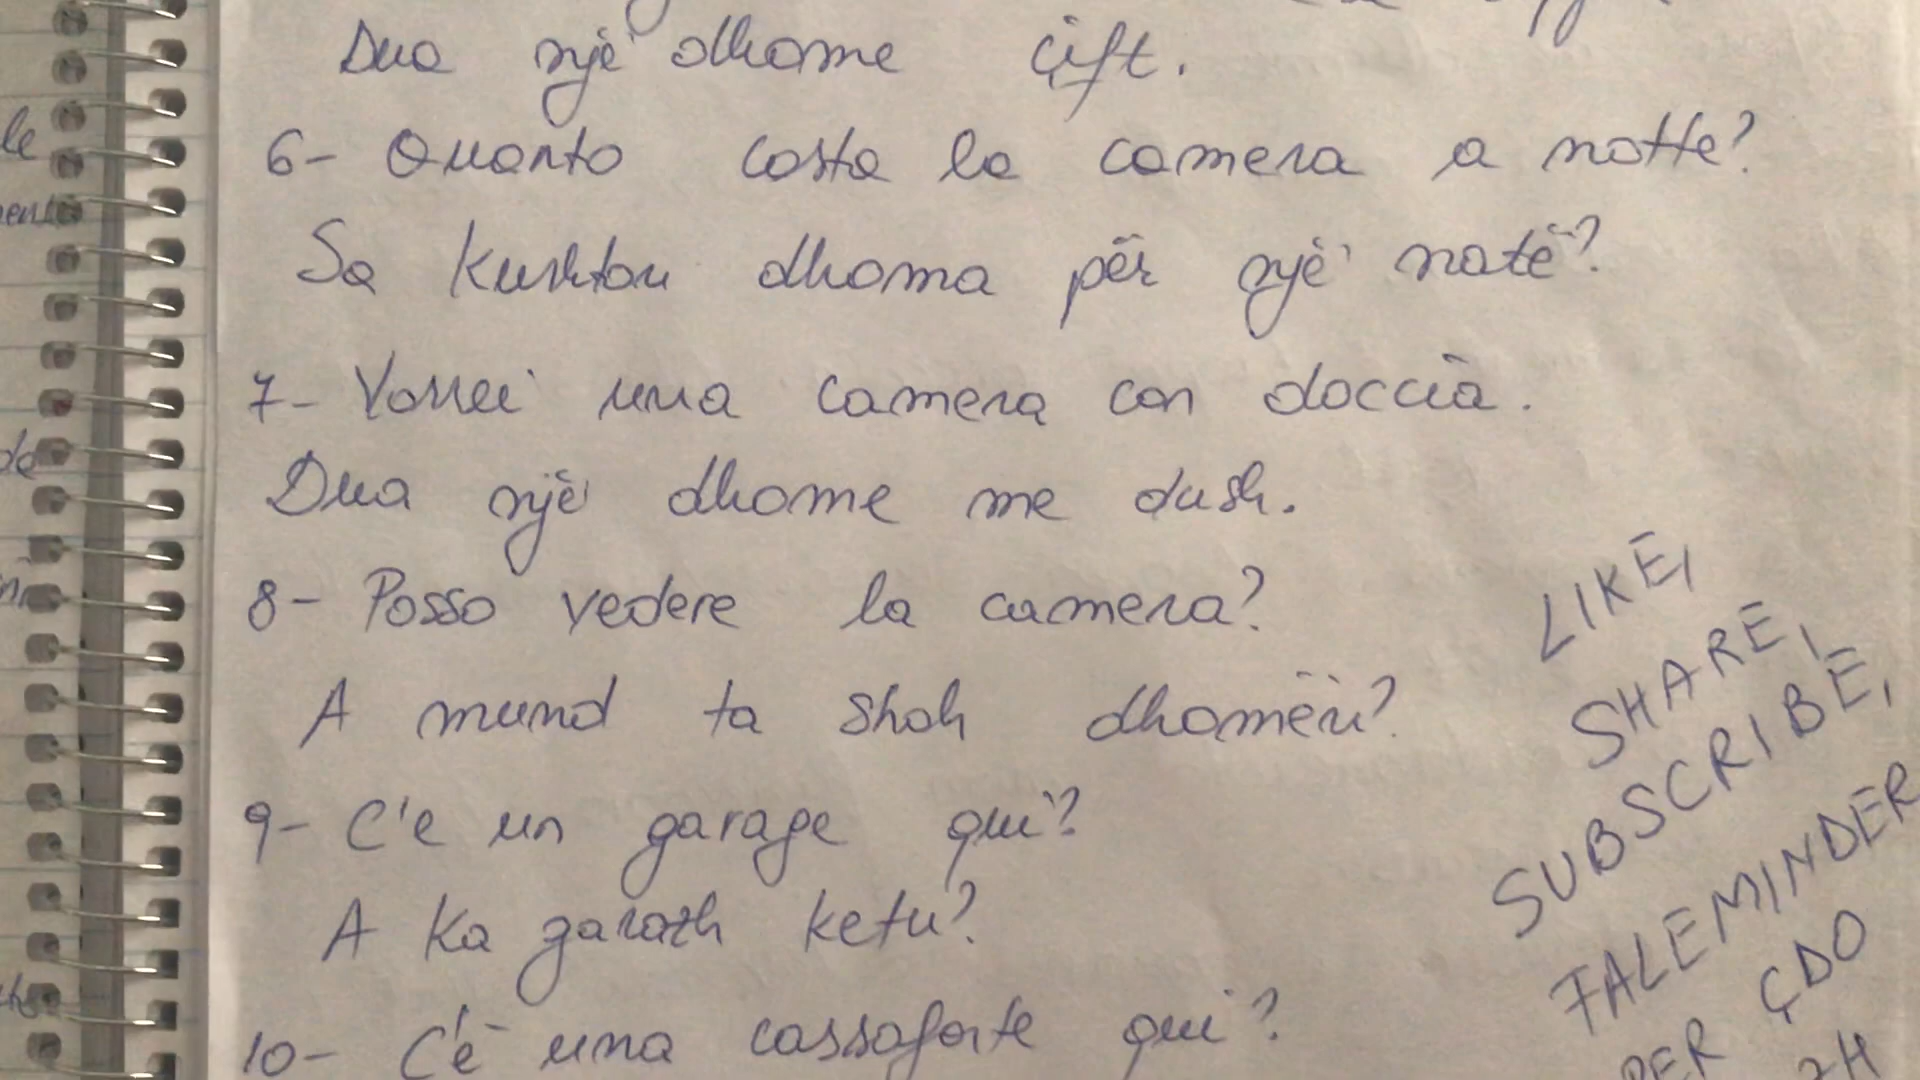 Dua një dhome çift.
6- Quanto costa la camera a notte?
Sa kushton dhoma për një natë?
7- Vorrei una camera con doccia.
Dua një dhome me dush.
8- Posso vedere la camera?
A mund ta shoh dhomën?
9- C'e un garage qui?
A Ka garazh ketu?
10- C'è una cassaforte qui?
LIKE,
SHARE,
SUBSCRIBE,
FALEMINDER
PER ÇDO